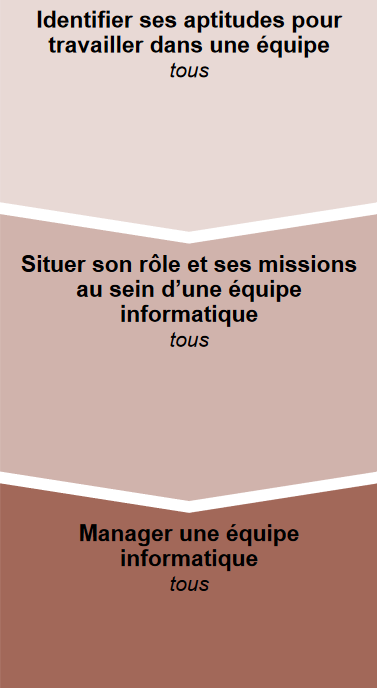 Identifier ses aptitudes pour
travailler dans une équipe
tous
Situer son rôle et ses missions
au sein d’une équipe
informatique
tous
Manager une équipe
informatique
tous